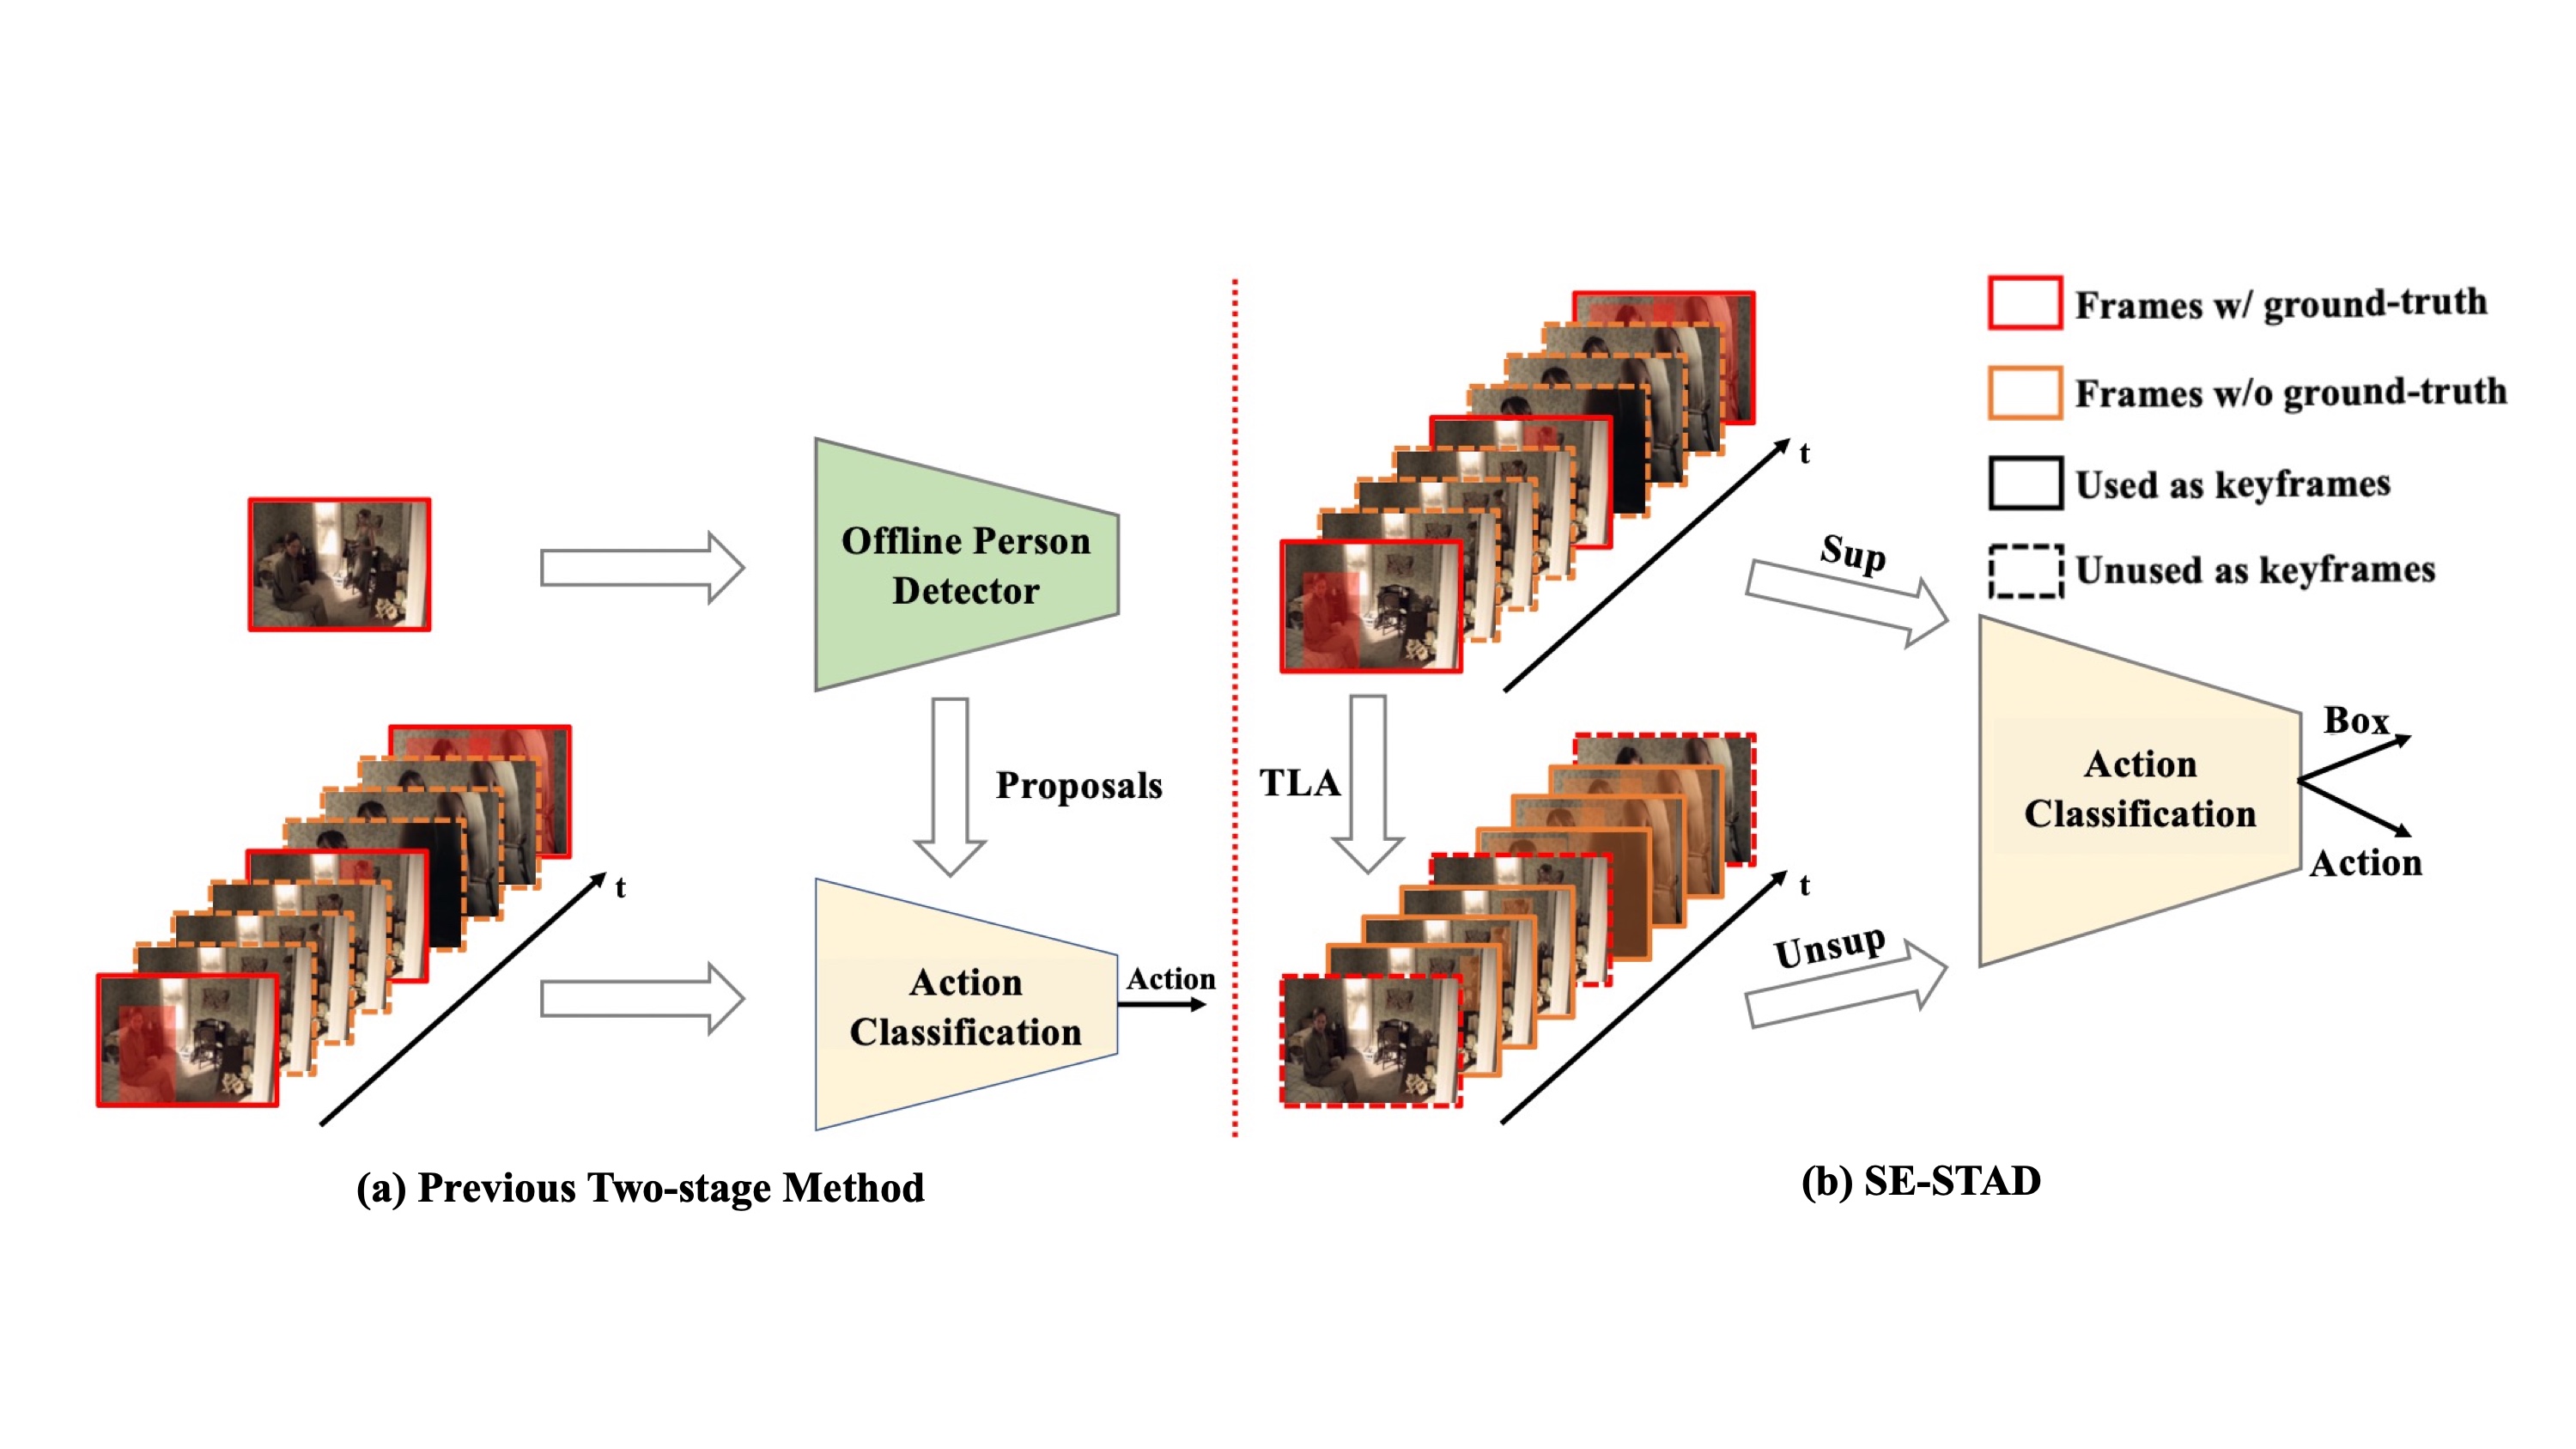 Offline Person
Detector
Proposals
t
Action
Classification
Action
(a) Previous Two-stage Method
Frames w/ ground-truth
Frames w/o ground-truth
Used as keyframes
Unused as keyframes
t
Sup
TLA
t
Unsup
Action
Classification
Box
Action
(b) SE-STAD